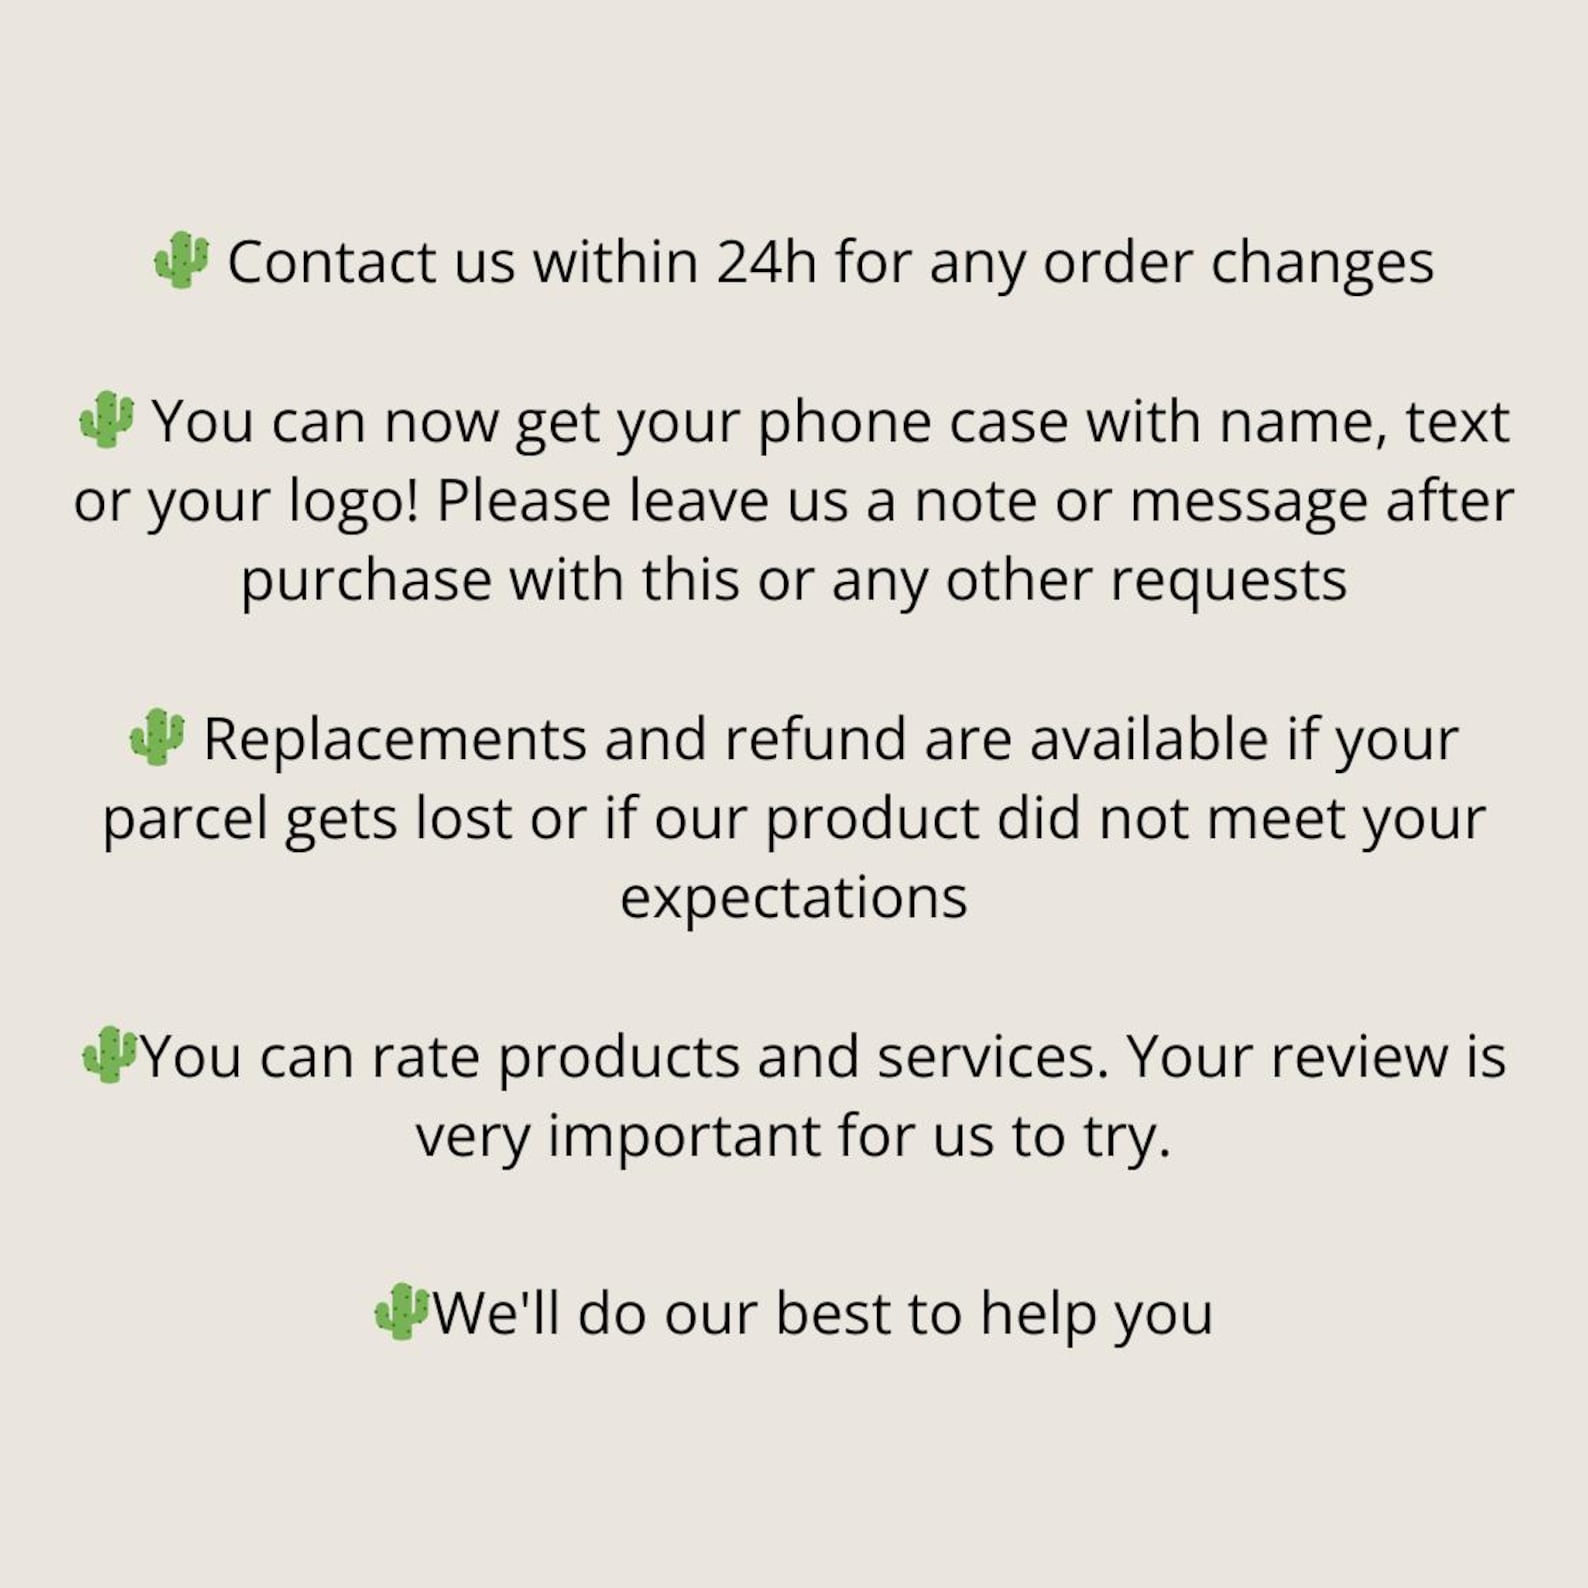 🌵 Contact us within 24h for any order changes
🌵 You can now get your phone case with name, text
or your logo! Please leave us a note or message after
purchase with this or any other requests
🌵 Replacements and refund are available if your
parcel gets lost or if our product did not meet your
expectations
🌵You can rate products and services. Your review is
very important for us to try.
🌵We'll do our best to help you